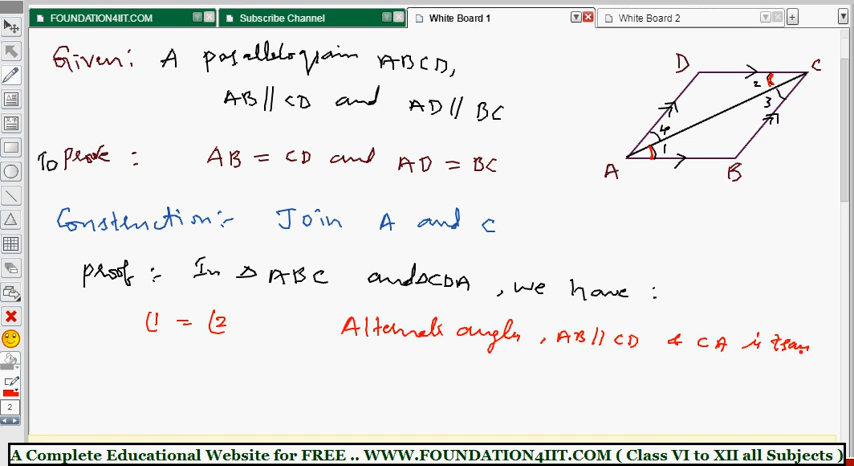 FOUNDATION4IIT.COM Subscribe Channel White Board 1 White Board 2
Given: A parallelogram ABCD,
AB//CD and AD//BC
To prove: AB = CD and AD = BC
Construction:- Join A and C
proof:- In △ABC and △CDA, we have:
∠1 = ∠2 Alternate angles, AB//CD & CA is tran
D C
2
3
4
1
A B
2
A Complete Educational Website for FREE .. WWW.FOUNDATION4IIT.COM ( Class VI to XII all Subjects )